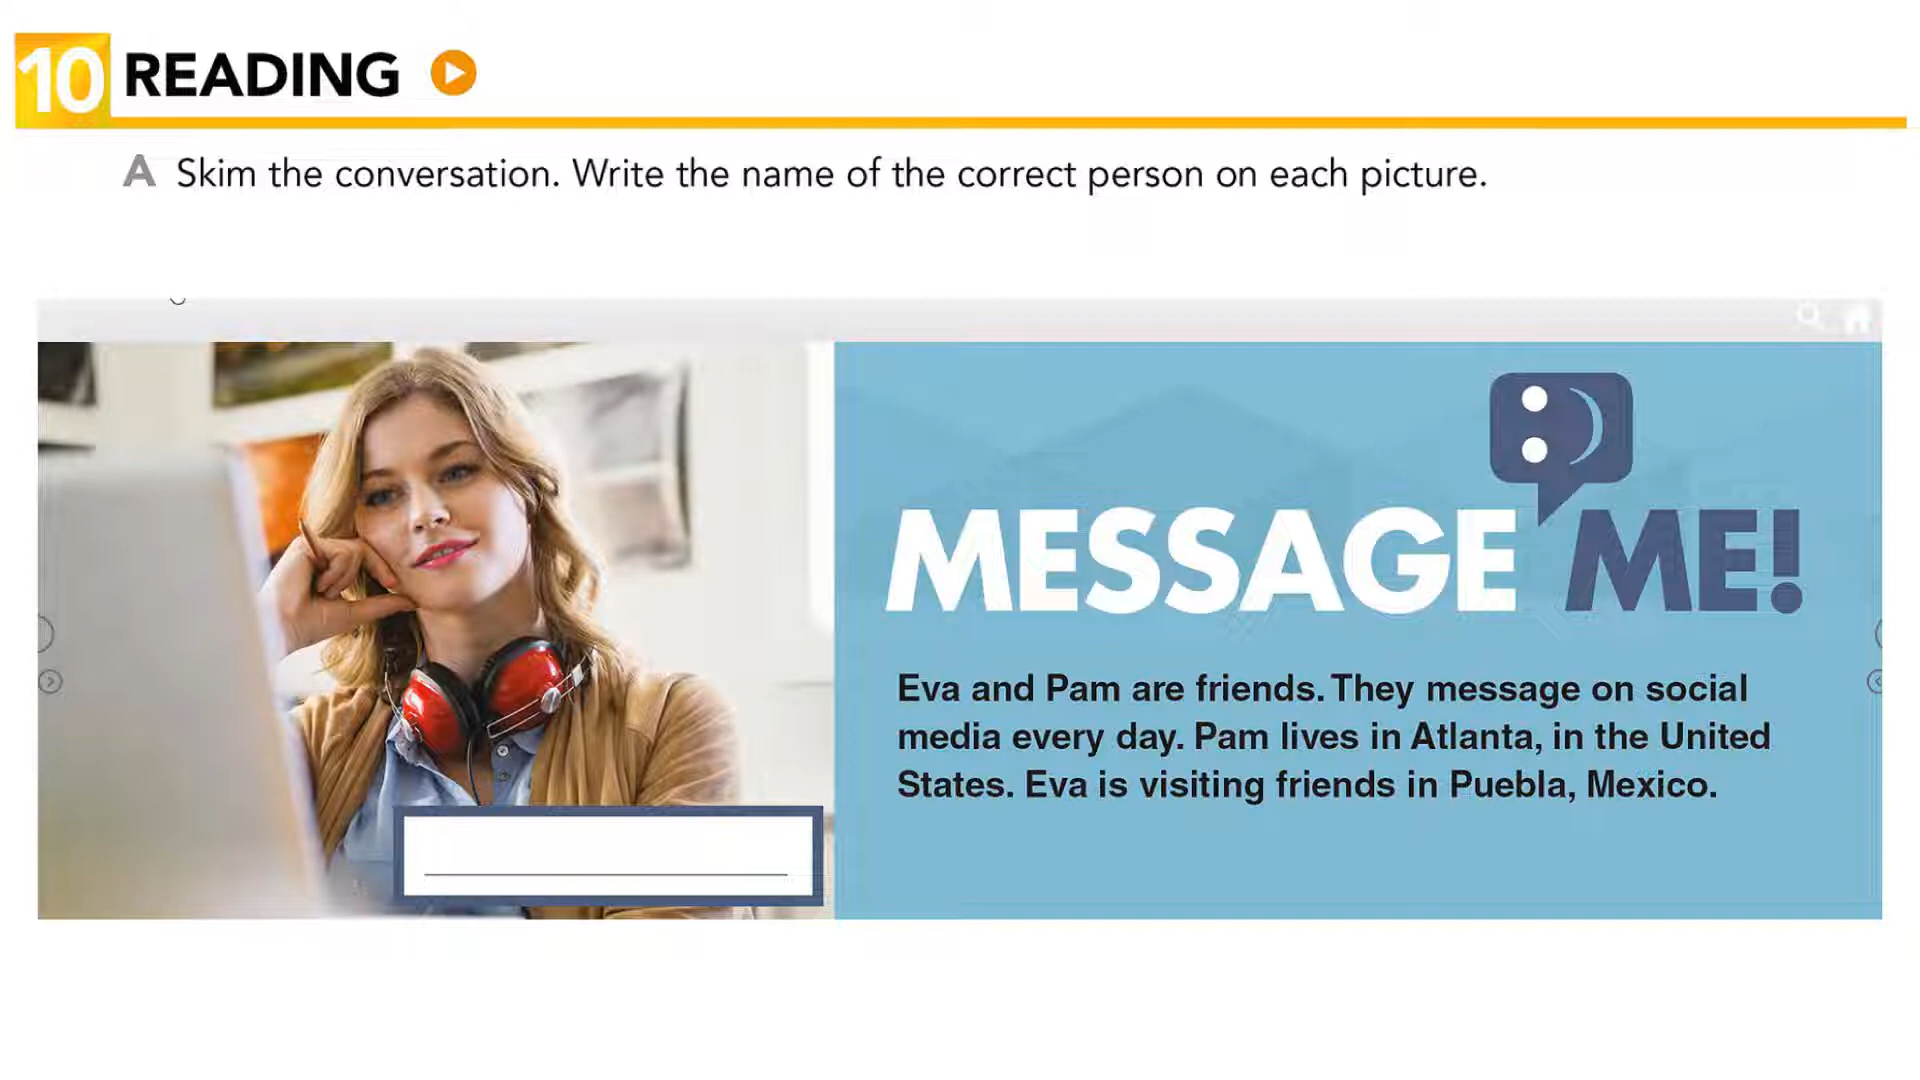 10 READING
A Skim the conversation. Write the name of the correct person on each picture.
MESSAGE ME!
Eva and Pam are friends. They message on social
media every day. Pam lives in Atlanta, in the United
States. Eva is visiting friends in Puebla, Mexico.